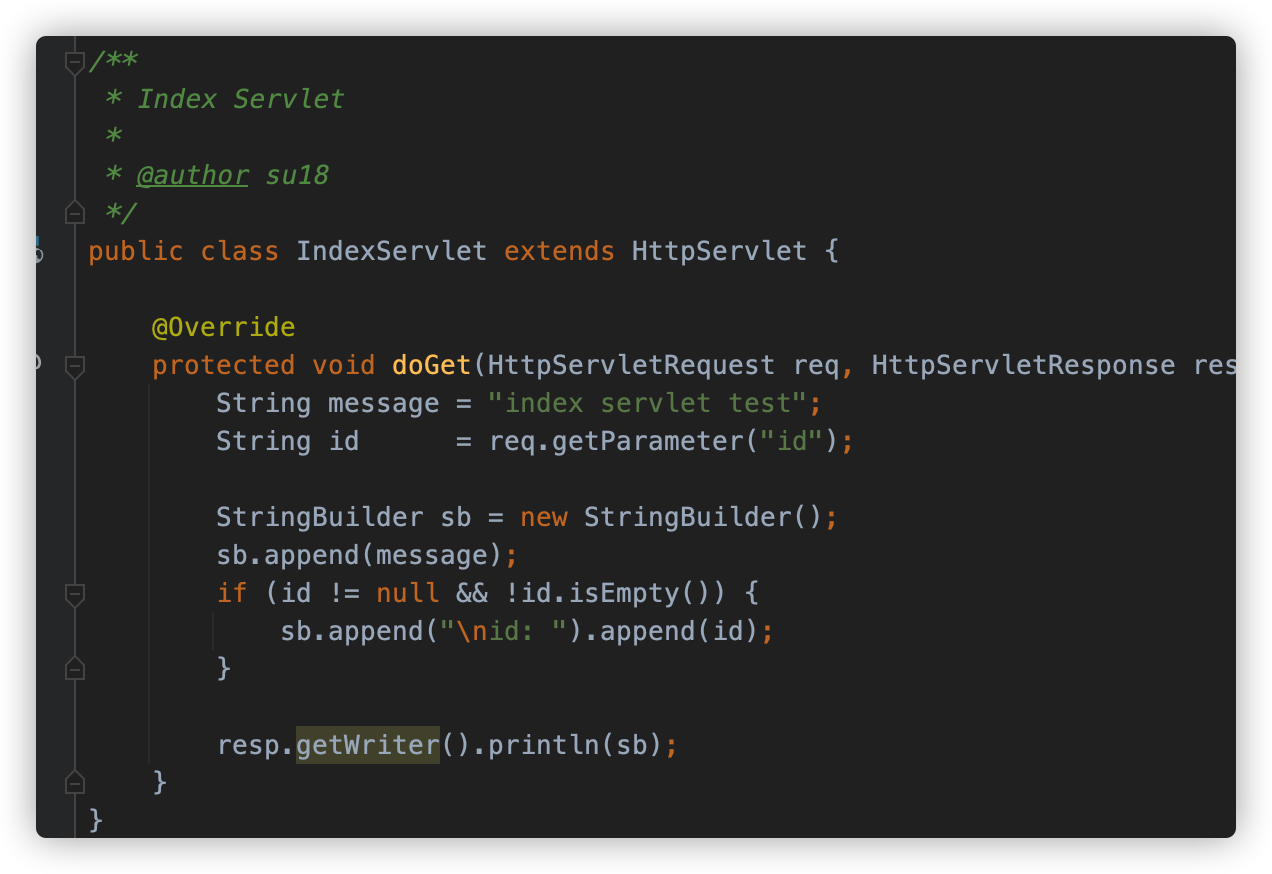 /**
 * Index Servlet
 *
 * @author su18
 */
public class IndexServlet extends HttpServlet {
    @Override
    protected void doGet(HttpServletRequest req, HttpServletResponse res
        String message = "index servlet test";
        String id      = req.getParameter("id");
        StringBuilder sb = new StringBuilder();
        sb.append(message);
        if (id != null && !id.isEmpty()) {
            sb.append("\nid: ").append(id);
        }
        resp.getWriter().println(sb);
    }
}